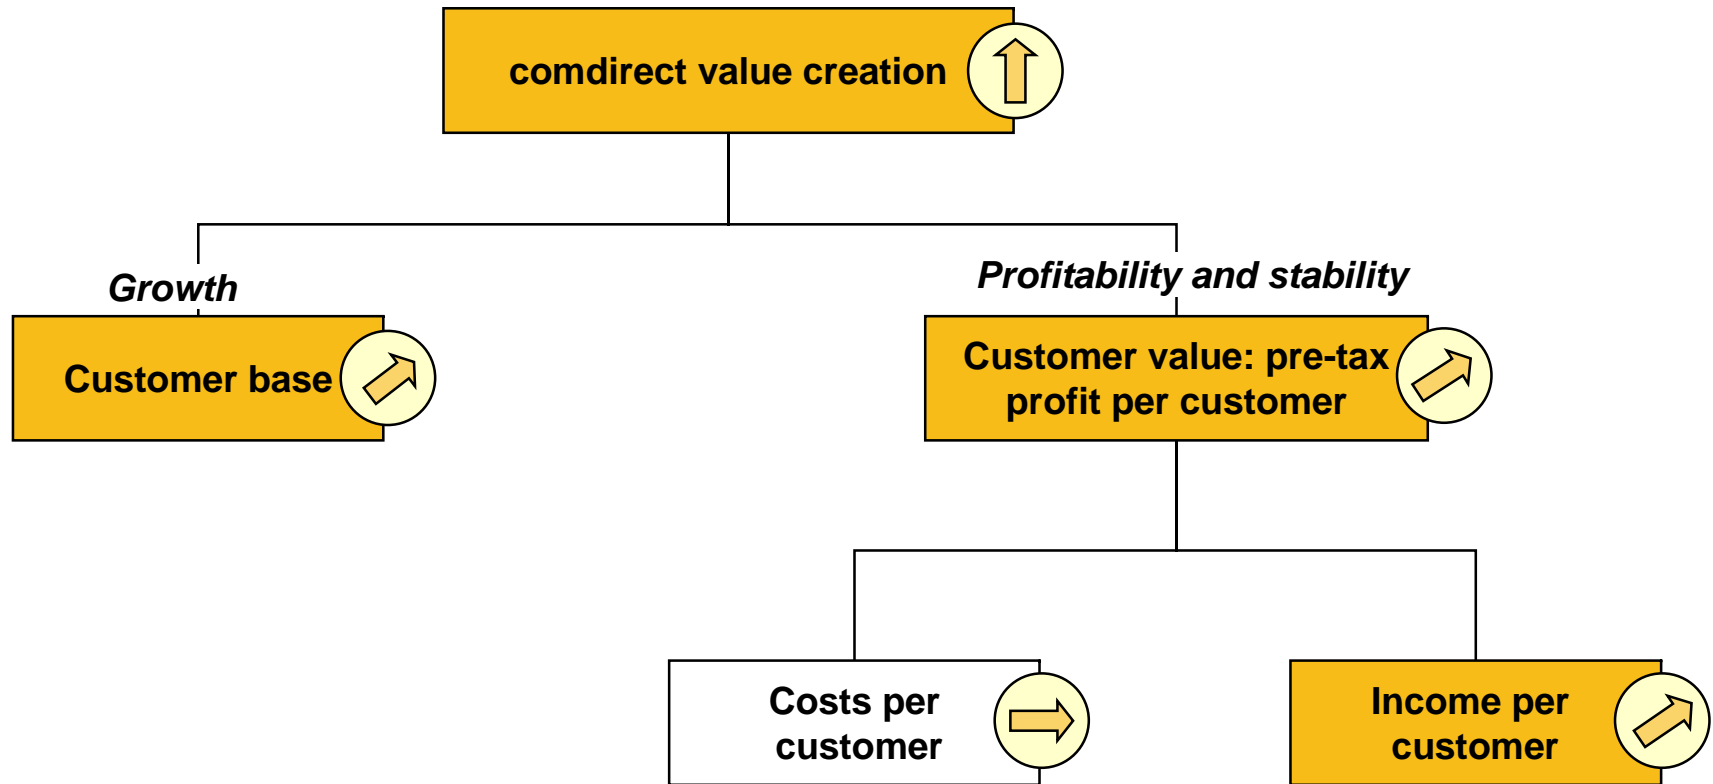 comdirect value creation
Growth
Profitability and stability
Customer base
Customer value: pre-tax
profit per customer
Costs per
customer
Income per
customer